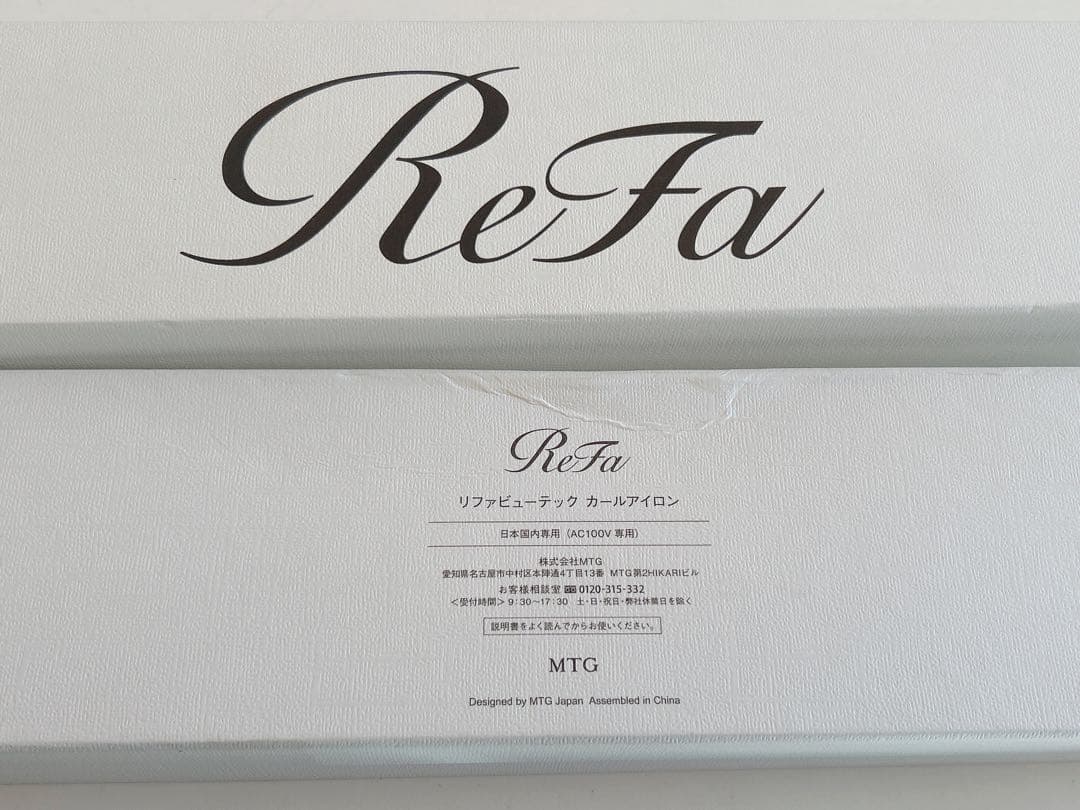 ReFa
ReFa
リファビューテック カールアイロン
日本国内専用（AC100V 専用）
株式会社MTG
愛知県名古屋市中村区本陣通4丁目13番 MTG第2HIKARIビル
お客様相談室 0120-315-332
＜受付時間＞9：30〜17：30 土・日・祝日・弊社休業日を除く
説明書をよく読んでからお使いください。
MTG
Designed by MTG Japan Assembled in China